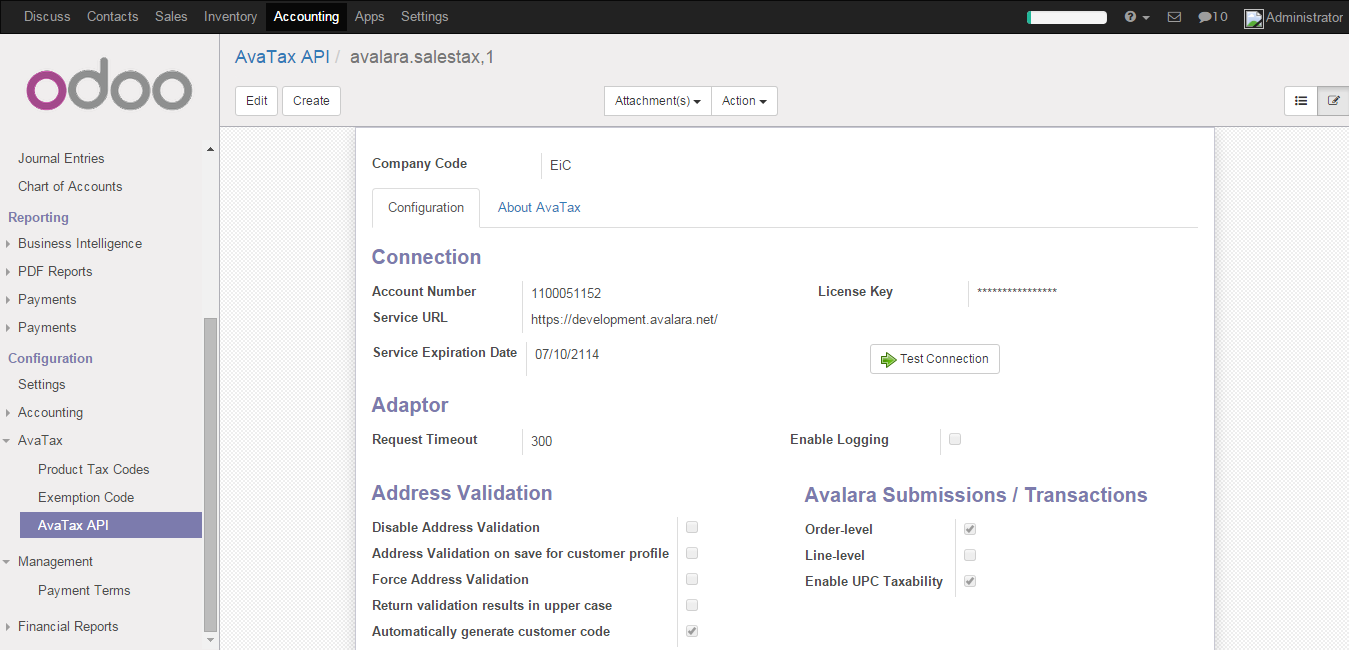 Discuss Contacts Sales Inventory Accounting Apps Settings 10 Administrator
odoo
Journal Entries
Chart of Accounts
Reporting
Business Intelligence
PDF Reports
Payments
Payments
Configuration
Settings
Accounting
AvaTax
Product Tax Codes
Exemption Code
AvaTax API
Management
Payment Terms
Financial Reports
AvaTax API / avalara.salestax,1
Edit Create Attachment(s) Action
Company Code EiC
Configuration About AvaTax
Connection
Account Number 1100051152 License Key ****************
Service URL https://development.avalara.net/
Service Expiration Date 07/10/2114 Test Connection
Adaptor
Request Timeout 300 Enable Logging
Address Validation
Disable Address Validation
Address Validation on save for customer profile
Force Address Validation
Return validation results in upper case
Automatically generate customer code
Avalara Submissions / Transactions
Order-level
Line-level
Enable UPC Taxability